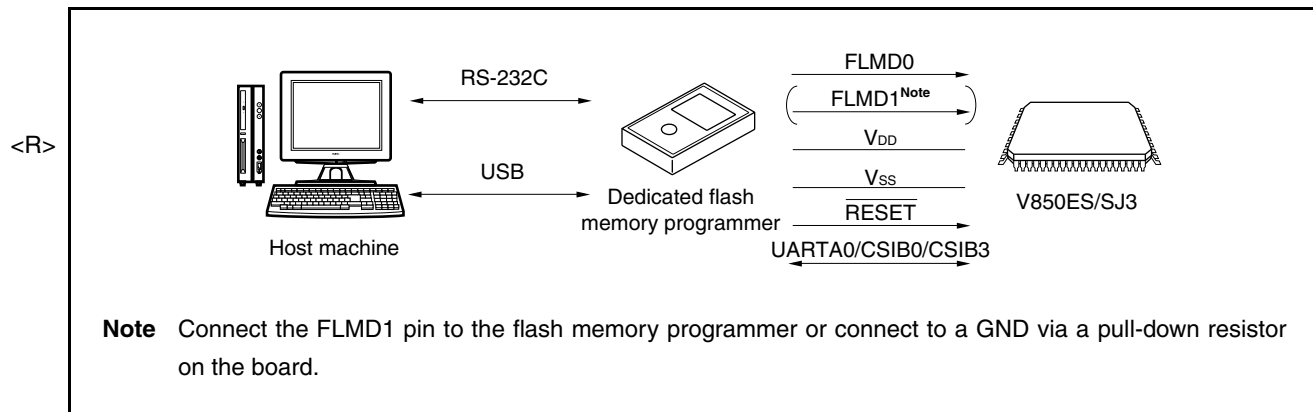 <R>
RS-232C
USB
Host machine
Dedicated flash
memory programmer
FLMD0
FLMD1Note
VDD
VSS
RESET
UARTA0/CSIB0/CSIB3
V850ES/SJ3
Note Connect the FLMD1 pin to the flash memory programmer or connect to a GND via a pull-down resistor
on the board.